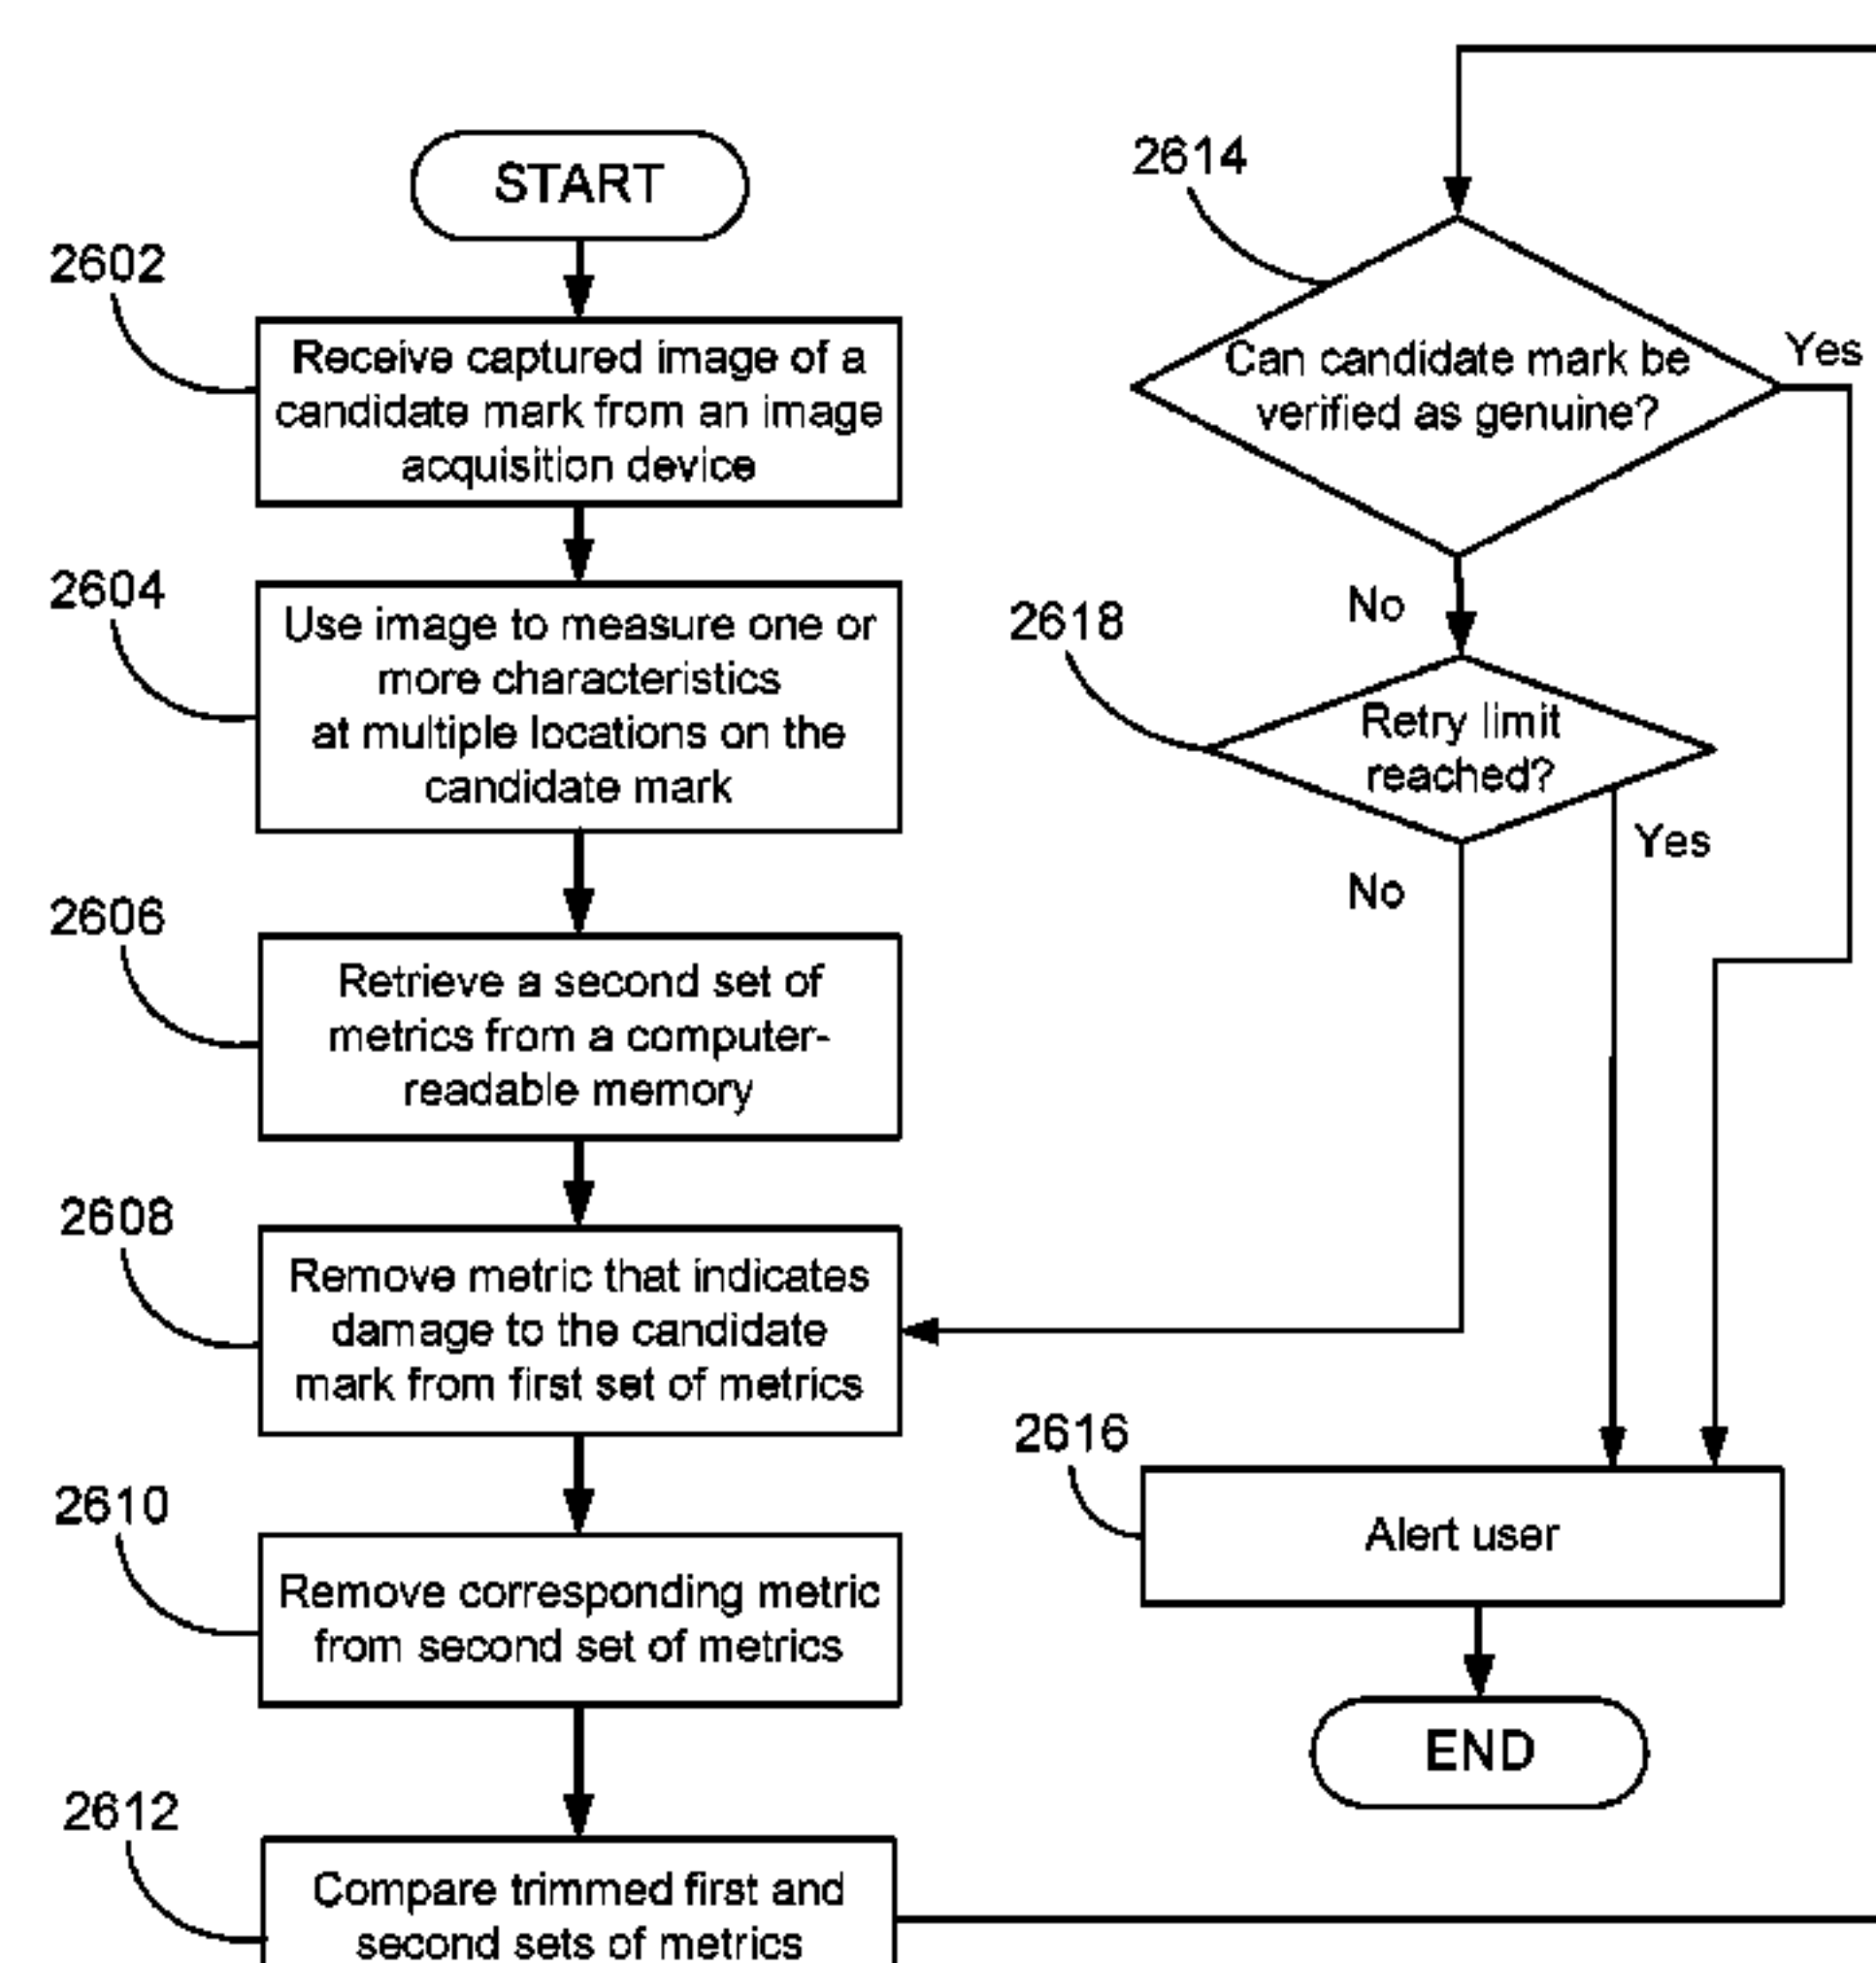 START
2602
Receive captured image of a
candidate mark from an image
acquisition device
2604
Use image to measure one or
more characteristics
at multiple locations on the
candidate mark
2606
Retrieve a second set of
metrics from a computer-
readable memory
2608
Remove metric that indicates
damage to the candidate
mark from first set of metrics
2610
Remove corresponding metric
from second set of metrics
2612
Compare trimmed first and
second sets of metrics
2614
Can candidate mark be
verified as genuine?
Yes
No
2618
Retry limit
reached?
Yes
No
2616
Alert user
END